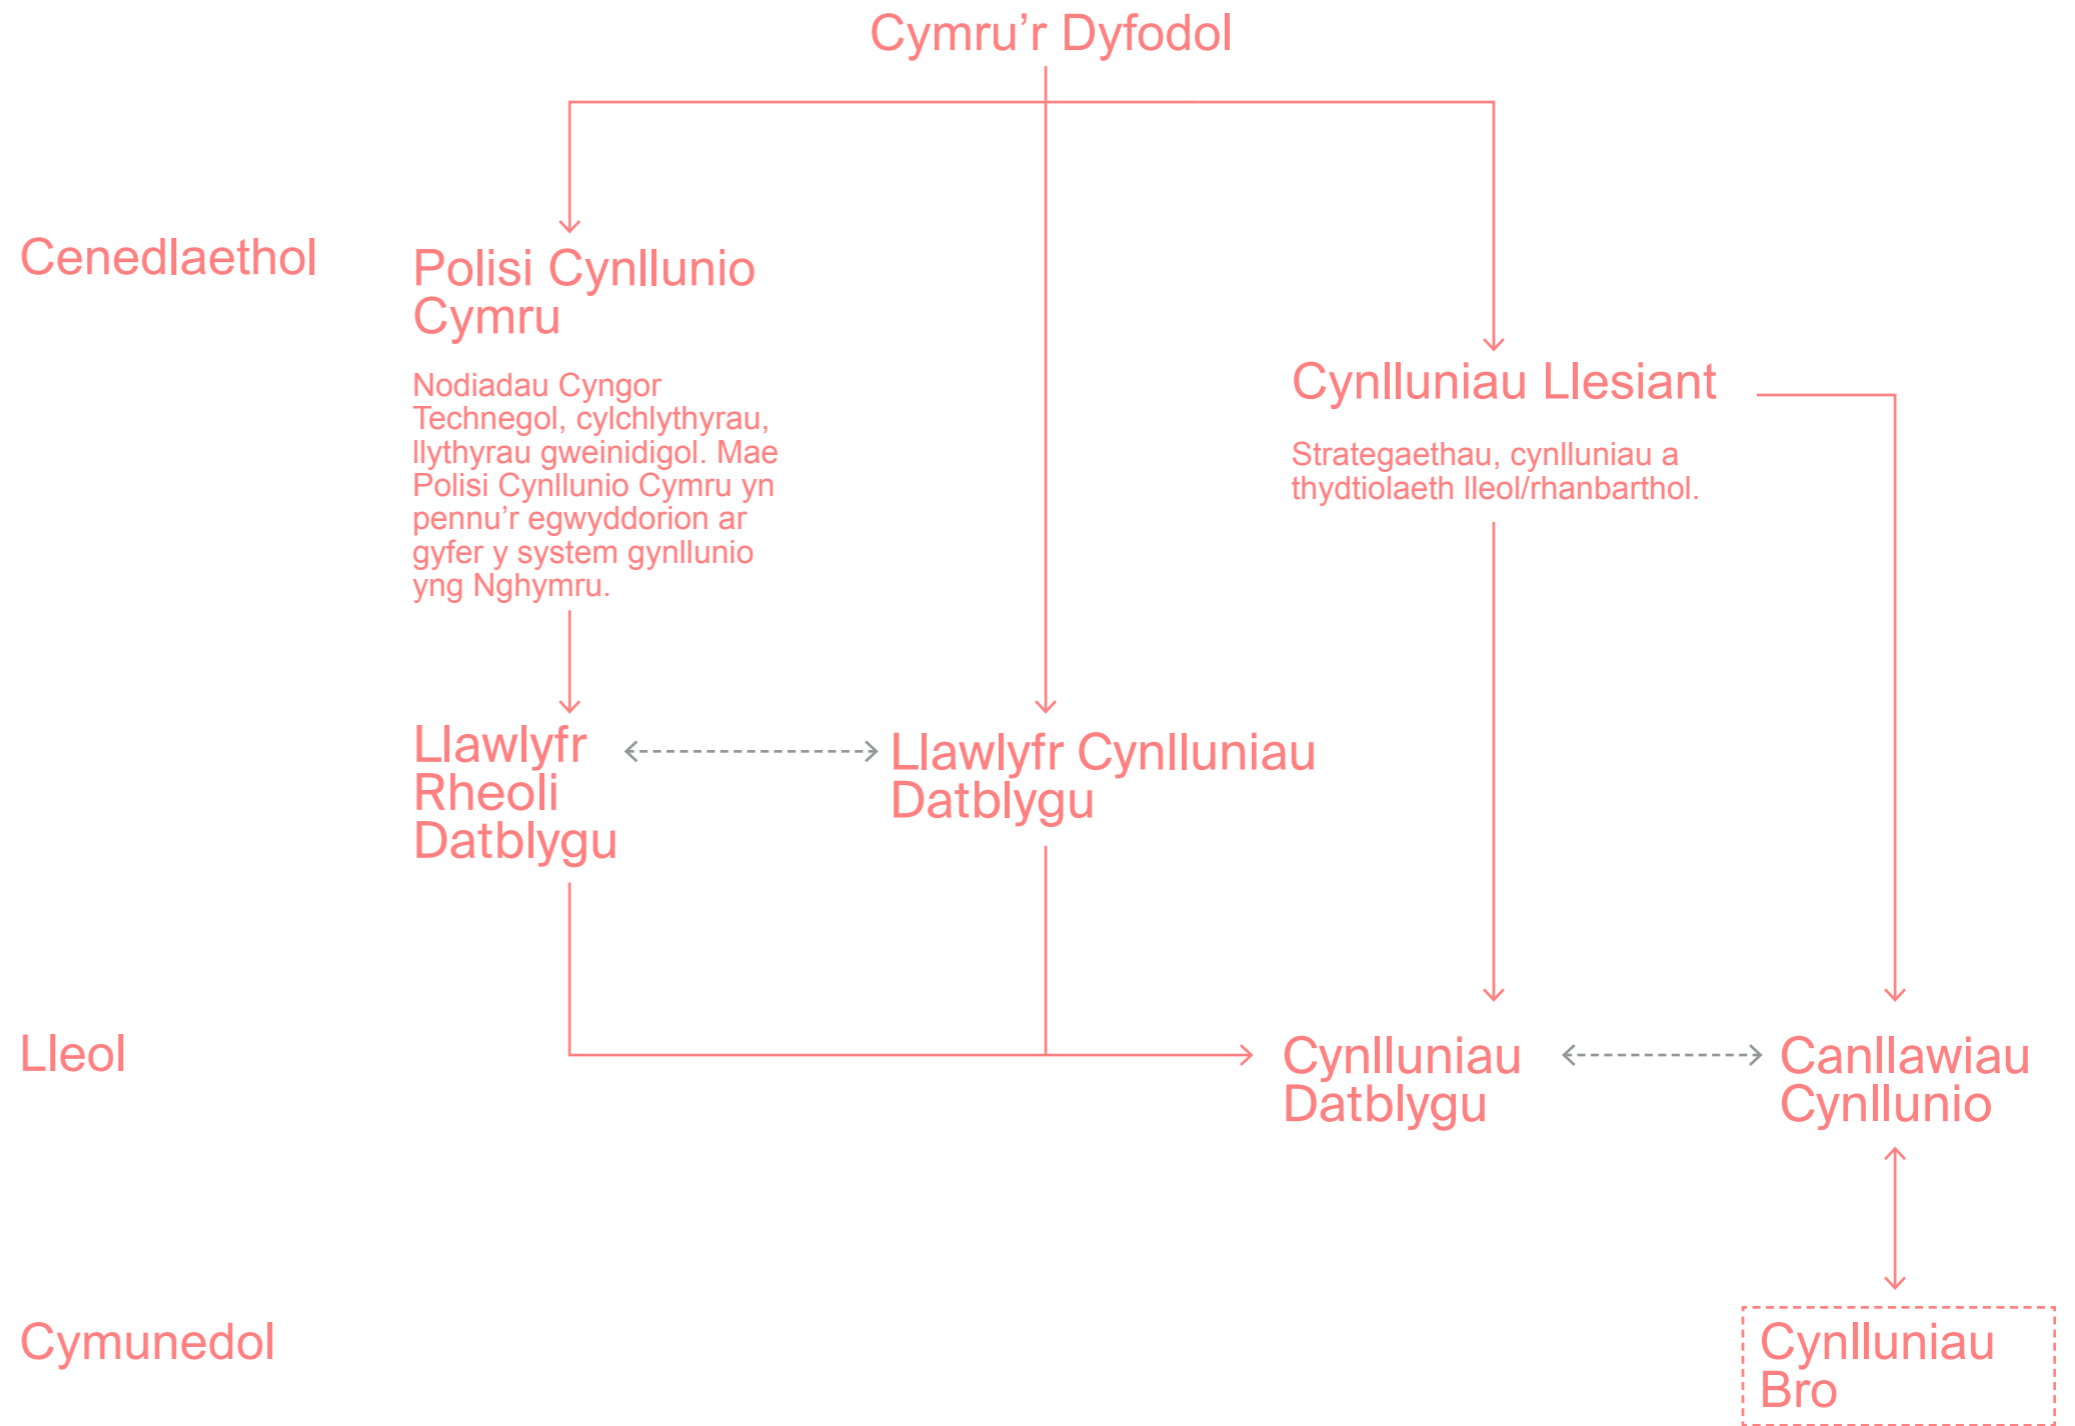 Cymru’r Dyfodol
Cenedlaethol
Polisi Cynllunio
Cymru
Nodiadau Cyngor
Technegol, cylchlythyrau,
llythyrau gweinidigol. Mae
Polisi Cynllunio Cymru yn
pennu’r egwyddorion ar
gyfer y system gynllunio
yng Nghymru.
Cynlluniau Llesiant
Strategaethau, cynlluniau a
thydtiolaeth lleol/rhanbarthol.
Llawlyfr
Rheoli
Datblygu
Llawlyfr Cynlluniau
Datblygu
Lleol
Cynlluniau
Datblygu
Canllawiau
Cynllunio
Cymunedol
Cynlluniau
Bro